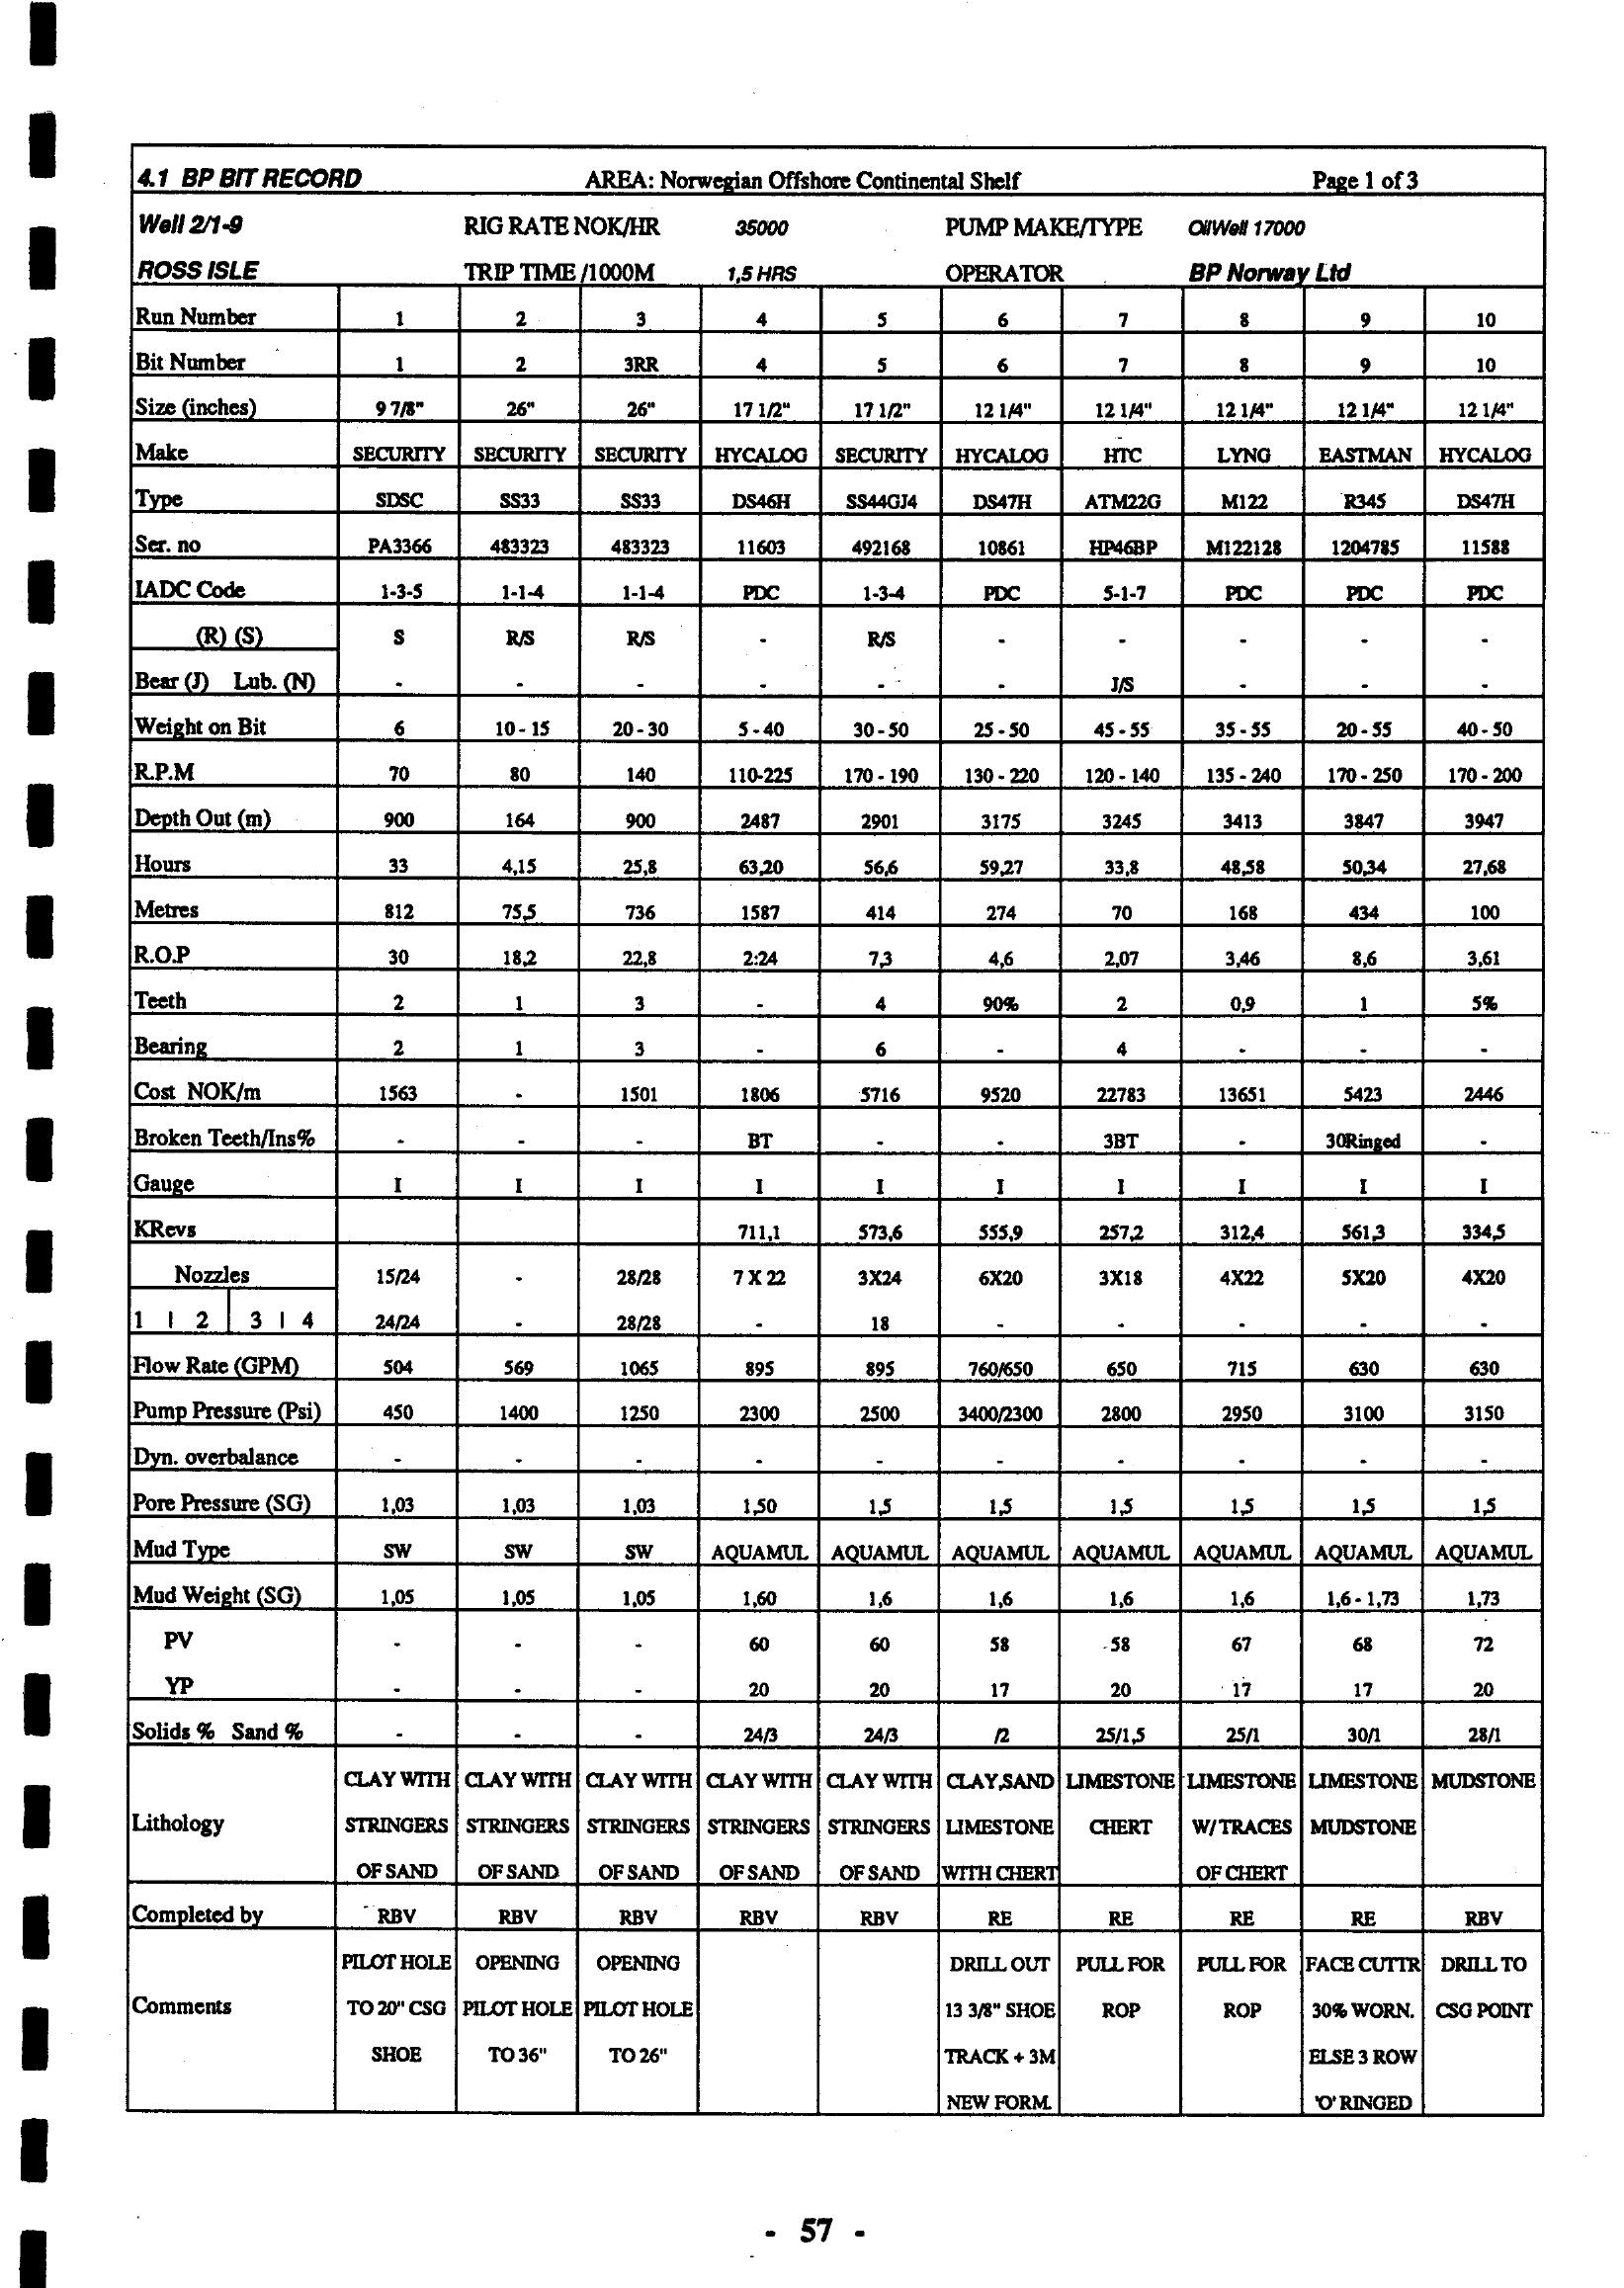 4.1 BP BIT RECORD AREA: Norwegian Offshore Continental Shelf Page 1 of 3
Well 2/1-9 RIG RATE NOK/HR 35000 PUMP MAKE/TYPE OilWell 17000
ROSS ISLE TRIP TIME /1000M 1,5 HRS OPERATOR BP Norway Ltd
Run Number 1 2 3 4 5 6 7 8 9 10
Bit Number 1 2 3RR 4 5 6 7 8 9 10
Size (inches) 9 7/8" 26" 26" 17 1/2" 17 1/2" 12 1/4" 12 1/4" 12 1/4" 12 1/4" 12 1/4"
Make SECURITY SECURITY SECURITY HYCALOG SECURITY HYCALOG HTC LYNG EASTMAN HYCALOG
Type SDSC SS33 SS33 DS46H SS44GJ4 DS47H ATM22G M122 R345 DS47H
Ser. no PA3366 483323 483323 11603 492168 10861 HP46BP M122128 1204785 11588
IADC Code 1-3-5 1-1-4 1-1-4 PDC 1-3-4 PDC 5-1-7 PDC PDC PDC
(R) (S) S R/S R/S - R/S - - - - -
Bear (J) Lub. (N) - - - - - - J/S - - -
Weight on Bit 6 10 - 15 20 - 30 5 - 40 30 - 50 25 - 50 45 - 55 35 - 55 20 - 55 40 - 50
R.P.M 70 80 140 110-225 170 - 190 130 - 220 120 - 140 135 - 240 170 - 250 170 - 200
Depth Out (m) 900 164 900 2487 2901 3175 3245 3413 3847 3947
Hours 33 4,15 25,8 63,20 56,6 59,27 33,8 48,58 50,34 27,68
Metres 812 75,5 736 1587 414 274 70 168 434 100
R.O.P 30 18,2 22,8 2:24 7,3 4,6 2,07 3,46 8,6 3,61
Teeth 2 1 3 - 4 90% 2 0,9 1 5%
Bearing 2 1 3 - 6 - 4 - - -
Cost NOK/m 1563 - 1501 1806 5716 9520 22783 13651 5423 2446
Broken Teeth/Ins% - - - BT - - 3BT - 30Ringed -
Gauge I I I I I I I I I I
KRevs 711,1 573,6 555,9 257,2 312,4 561,3 334,5
Nozzles 15/24 - 28/28 7 X 22 3X24 6X20 3X18 4X22 5X20 4X20
1 | 2 | 3 | 4 24/24 - 28/28 - 18 - - - - -
Flow Rate (GPM) 504 569 1065 895 895 760/650 650 715 630 630
Pump Pressure (Psi) 450 1400 1250 2300 2500 3400/2300 2800 2950 3100 3150
Dyn. overbalance - - - - - - - - - -
Pore Pressure (SG) 1,03 1,03 1,03 1,50 1,5 1,5 1,5 1,5 1,5 1,5
Mud Type SW SW SW AQUAMUL AQUAMUL AQUAMUL AQUAMUL AQUAMUL AQUAMUL AQUAMUL
Mud Weight (SG) 1,05 1,05 1,05 1,60 1,6 1,6 1,6 1,6 1,6 - 1,73 1,73
PV - - - 60 60 58 58 67 68 72
YP - - - 20 20 17 20 17 17 20
Solids % Sand % - - - 24/3 24/3 /2 25/1,5 25/1 30/1 28/1
CLAY WITH CLAY WITH CLAY WITH CLAY WITH CLAY WITH CLAY,SAND LIMESTONE LIMESTONE LIMESTONE MUDSTONE
Lithology STRINGERS STRINGERS STRINGERS STRINGERS STRINGERS LIMESTONE CHERT W/ TRACES MUDSTONE
OF SAND OF SAND OF SAND OF SAND OF SAND WITH CHERT OF CHERT
Completed by RBV RBV RBV RBV RBV RE RE RE RE RBV
PILOT HOLE OPENING OPENING DRILL OUT PULL FOR PULL FOR FACE CUTTR DRILL TO
Comments TO 20" CSG PILOT HOLE PILOT HOLE 13 3/8" SHOE ROP ROP 30% WORN. CSG POINT
SHOE TO 36" TO 26" TRACK + 3M ELSE 3 ROW
NEW FORM. 'O' RINGED
- 57 -